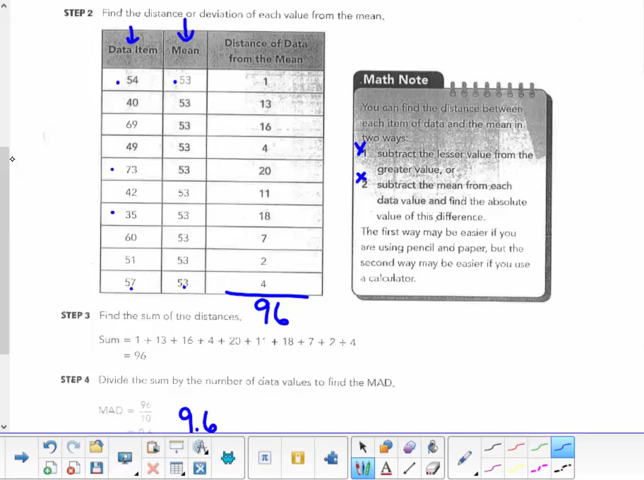 STEP 2 Find the distance or deviation of each value from the mean.
Data Item Mean Distance of Data from the Mean
54 53 1
40 53 13
69 53 16
49 53 4
73 53 20
42 53 11
35 53 18
60 53 7
51 53 2
57 53 4
96
Math Note
You can find the distance between
each item of data and the mean in
two ways.
1 subtract the lesser value from the
greater value, or
2 subtract the mean from each
data value and find the absolute
value of this difference.
The first way may be easier if you
are using pencil and paper, but the
second way may be easier if you use
a calculator.
STEP 3 Find the sum of the distances.
Sum = 1 + 13 + 16 + 4 + 20 + 11 + 18 + 7 + 2 + 4
= 96
STEP 4 Divide the sum by the number of data values to find the MAD.
MAD = 96/10
9.6